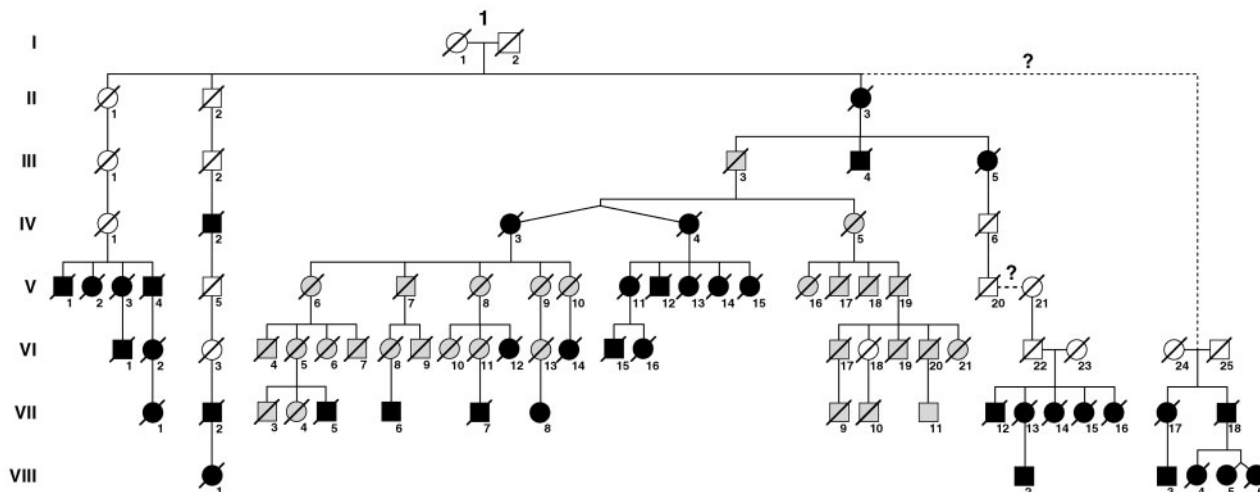 1
I 1 2
?
II 1 2 3
III 1 2 3 4 5
IV 1 2 3 4 5 6
?
V 1 2 3 4 5 6 7 8 9 10 11 12 13 14 15 16 17 18 19 20 21
VI 1 2 3 4 5 6 7 8 9 10 11 12 13 14 15 16 17 18 19 20 21 22 23 24 25
VII 1 2 3 4 5 6 7 8 9 10 11 12 13 14 15 16 17 18
VIII 1 2 3 4 5